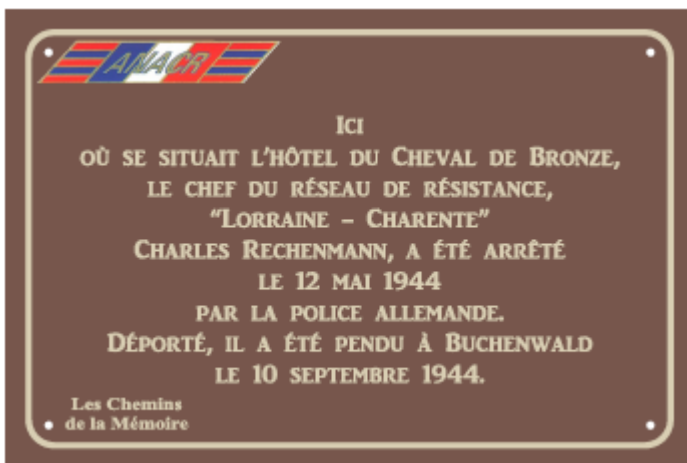 ANACR
Ici
où se situait l'hôtel du Cheval de Bronze,
le chef du réseau de résistance,
"Lorraine – Charente"
Charles Rechenmann, a été arrêté
le 12 mai 1944
par la police allemande.
Déporté, il a été pendu à Buchenwald
le 10 septembre 1944.
Les Chemins
de la Mémoire